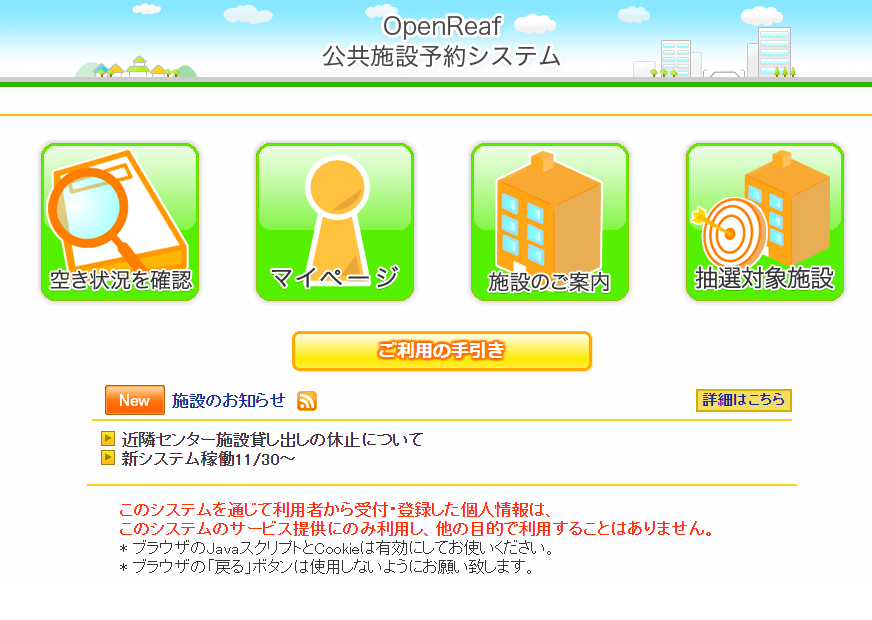 OpenReaf
公共施設予約システム
空き状況を確認
マイページ
施設のご案内
抽選対象施設
ご利用の手引き
New 施設のお知らせ 詳細はこちら
近隣センター施設貸し出しの休止について
新システム稼働11/30～
このシステムを通じて利用者から受付・登録した個人情報は、
このシステムのサービス提供にのみ利用し、他の目的で利用することはありません。
* ブラウザのJavaスクリプトとCookieは有効にしてお使いください。
* ブラウザの「戻る」ボタンは使用しないようにお願い致します。